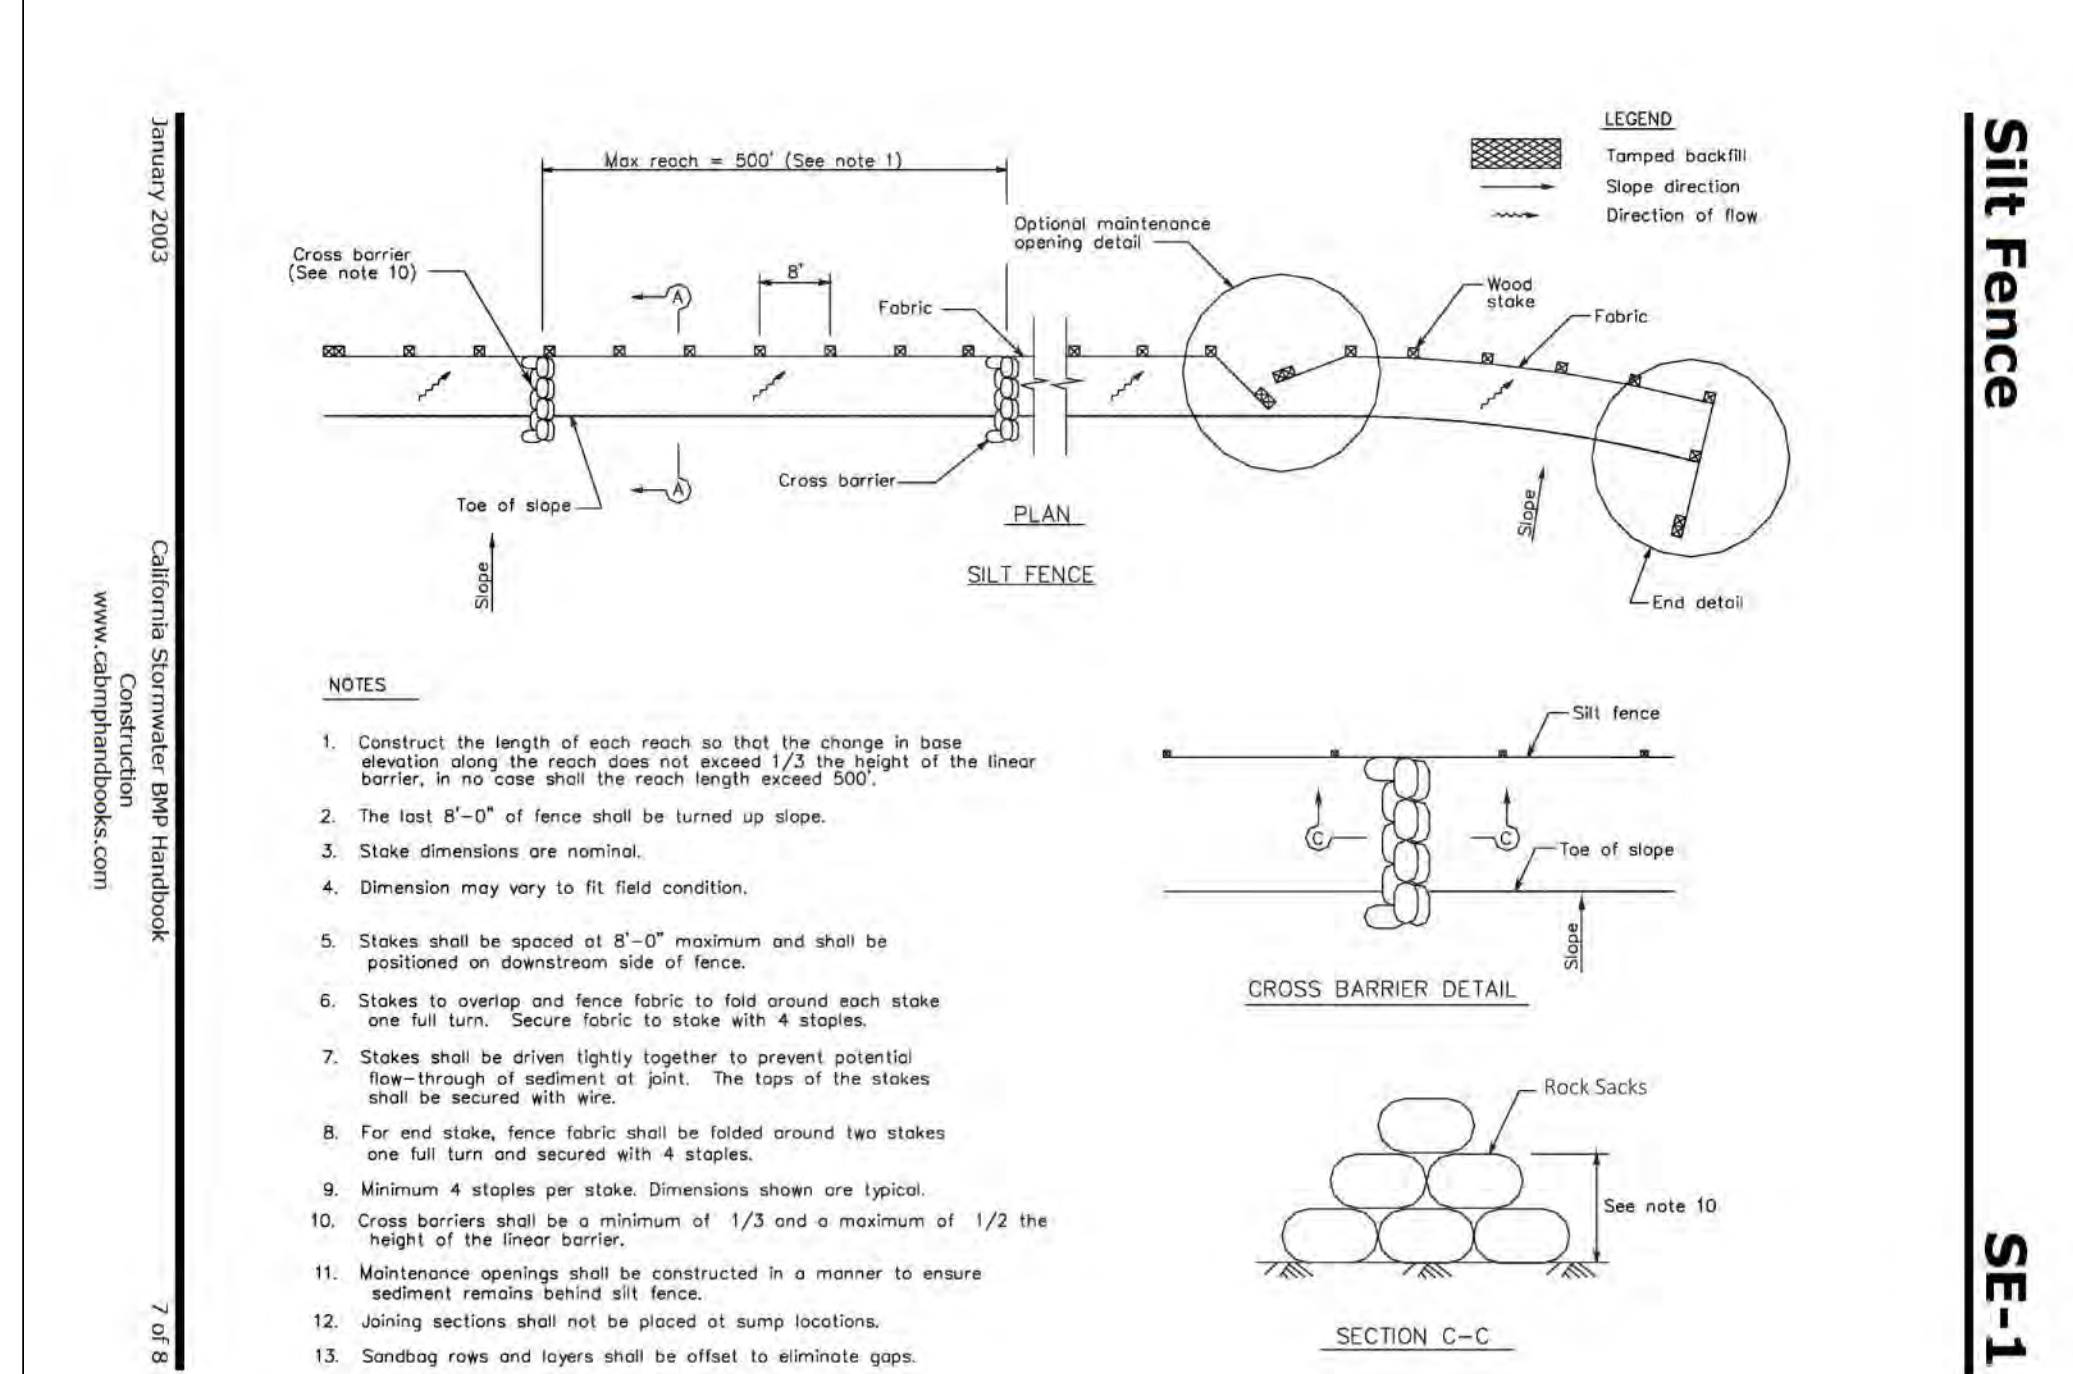 Silt Fence
SE-1
LEGEND
Tamped backfill
Slope direction
Direction of flow
Max reach = 500' (See note 1)
Optional maintenance
opening detail
Cross barrier
(See note 10)
8'
A
Fabric
Wood
stake
Fabric
Cross barrier
A
Toe of slope
PLAN
Slope
Slope
SILT FENCE
End detail
NOTES
1. Construct the length of each reach so that the change in base
elevation along the reach does not exceed 1/3 the height of the linear
barrier, in no case shall the reach length exceed 500'.
2. The last 8'-0" of fence shall be turned up slope.
3. Stake dimensions are nominal.
4. Dimension may vary to fit field condition.
5. Stakes shall be spaced at 8'-0" maximum and shall be
positioned on downstream side of fence.
6. Stakes to overlap and fence fabric to fold around each stake
one full turn. Secure fabric to stake with 4 staples.
7. Stakes shall be driven tightly together to prevent potential
flow-through of sediment at joint. The tops of the stakes
shall be secured with wire.
8. For end stake, fence fabric shall be folded around two stakes
one full turn and secured with 4 staples.
9. Minimum 4 staples per stake. Dimensions shown are typical.
10. Cross barriers shall be a minimum of 1/3 and a maximum of 1/2 the
height of the linear barrier.
11. Maintenance openings shall be constructed in a manner to ensure
sediment remains behind silt fence.
12. Joining sections shall not be placed at sump locations.
13. Sandbag rows and layers shall be offset to eliminate gaps.
Silt fence
C
C
Toe of slope
Slope
CROSS BARRIER DETAIL
Rock Sacks
See note 10
SECTION C-C
January 2003
California Stormwater BMP Handbook
Construction
www.cabmphandbooks.com
7 of 8